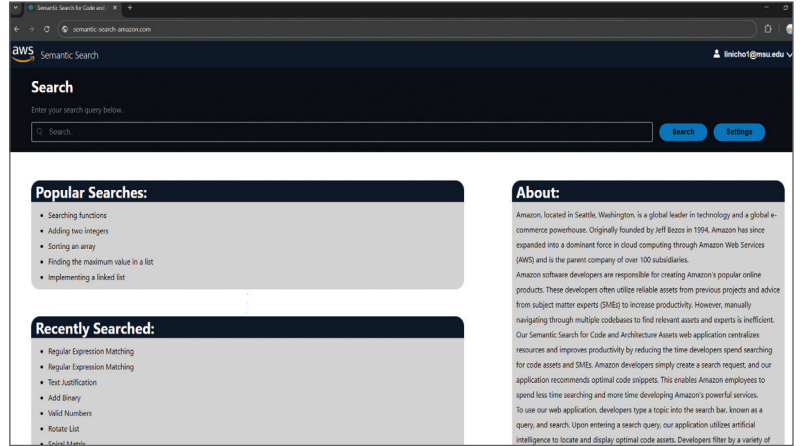 Semantic Search for Code and
semantic-search-amazon.com
aws Semantic Search
linicho1@msu.edu
Search
Enter your search query below.
Search.
Search
Settings
Popular Searches:
Searching functions
Adding two integers
Sorting an array
Finding the maximum value in a list
Implementing a linked list
Recently Searched:
Regular Expression Matching
Regular Expression Matching
Text Justification
Add Binary
Valid Numbers
Rotate List
Spiral Matrix
About:
Amazon, located in Seattle, Washington, is a global leader in technology and a global e-
commerce powerhouse. Originally founded by Jeff Bezos in 1994, Amazon has since
expanded into a dominant force in cloud computing through Amazon Web Services
(AWS) and is the parent company of over 100 subsidiaries.
Amazon software developers are responsible for creating Amazon's popular online
products. These developers often utilize reliable assets from previous projects and advice
from subject matter experts (SMEs) to increase productivity. However, manually
navigating through multiple codebases to find relevant assets and experts is inefficient.
Our Semantic Search for Code and Architecture Assets web application centralizes
resources and improves productivity by reducing the time developers spend searching
for code assets and SMEs. Amazon developers simply create a search request, and our
application recommends optimal code snippets. This enables Amazon employees to
spend less time searching and more time developing Amazon's powerful services.
To use our web application, developers type a topic into the search bar, known as a
query, and search. Upon entering a search query, our application utilizes artificial
intelligence to locate and display optimal code assets. Developers filter by a variety of